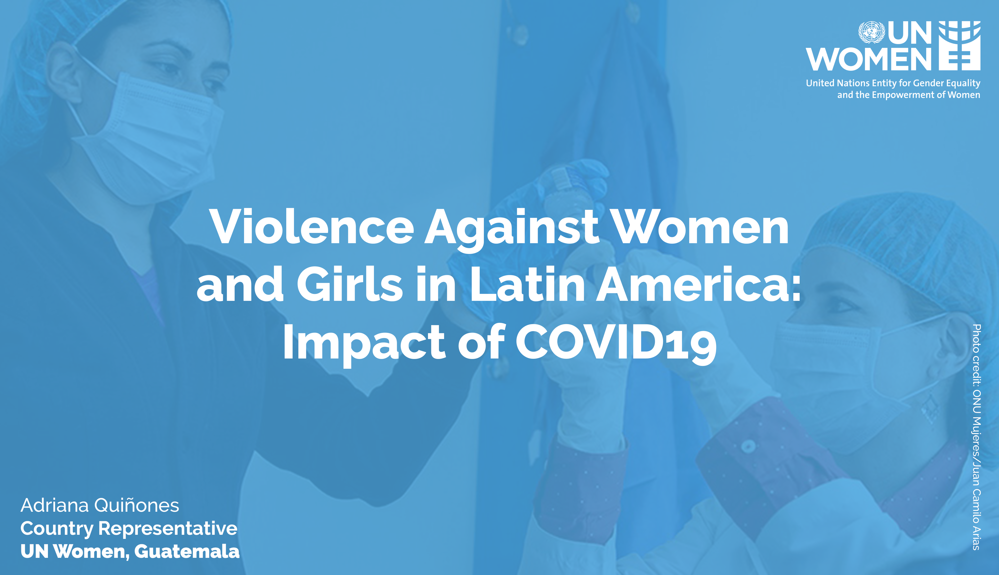 UN
WOMEN
United Nations Entity for Gender Equality
and the Empowerment of Women
Violence Against Women
and Girls in Latin America:
Impact of COVID19
Adriana Quiñones
Country Representative
UN Women, Guatemala
Photo credit: ONU Mujeres/Juan Camilo Arias